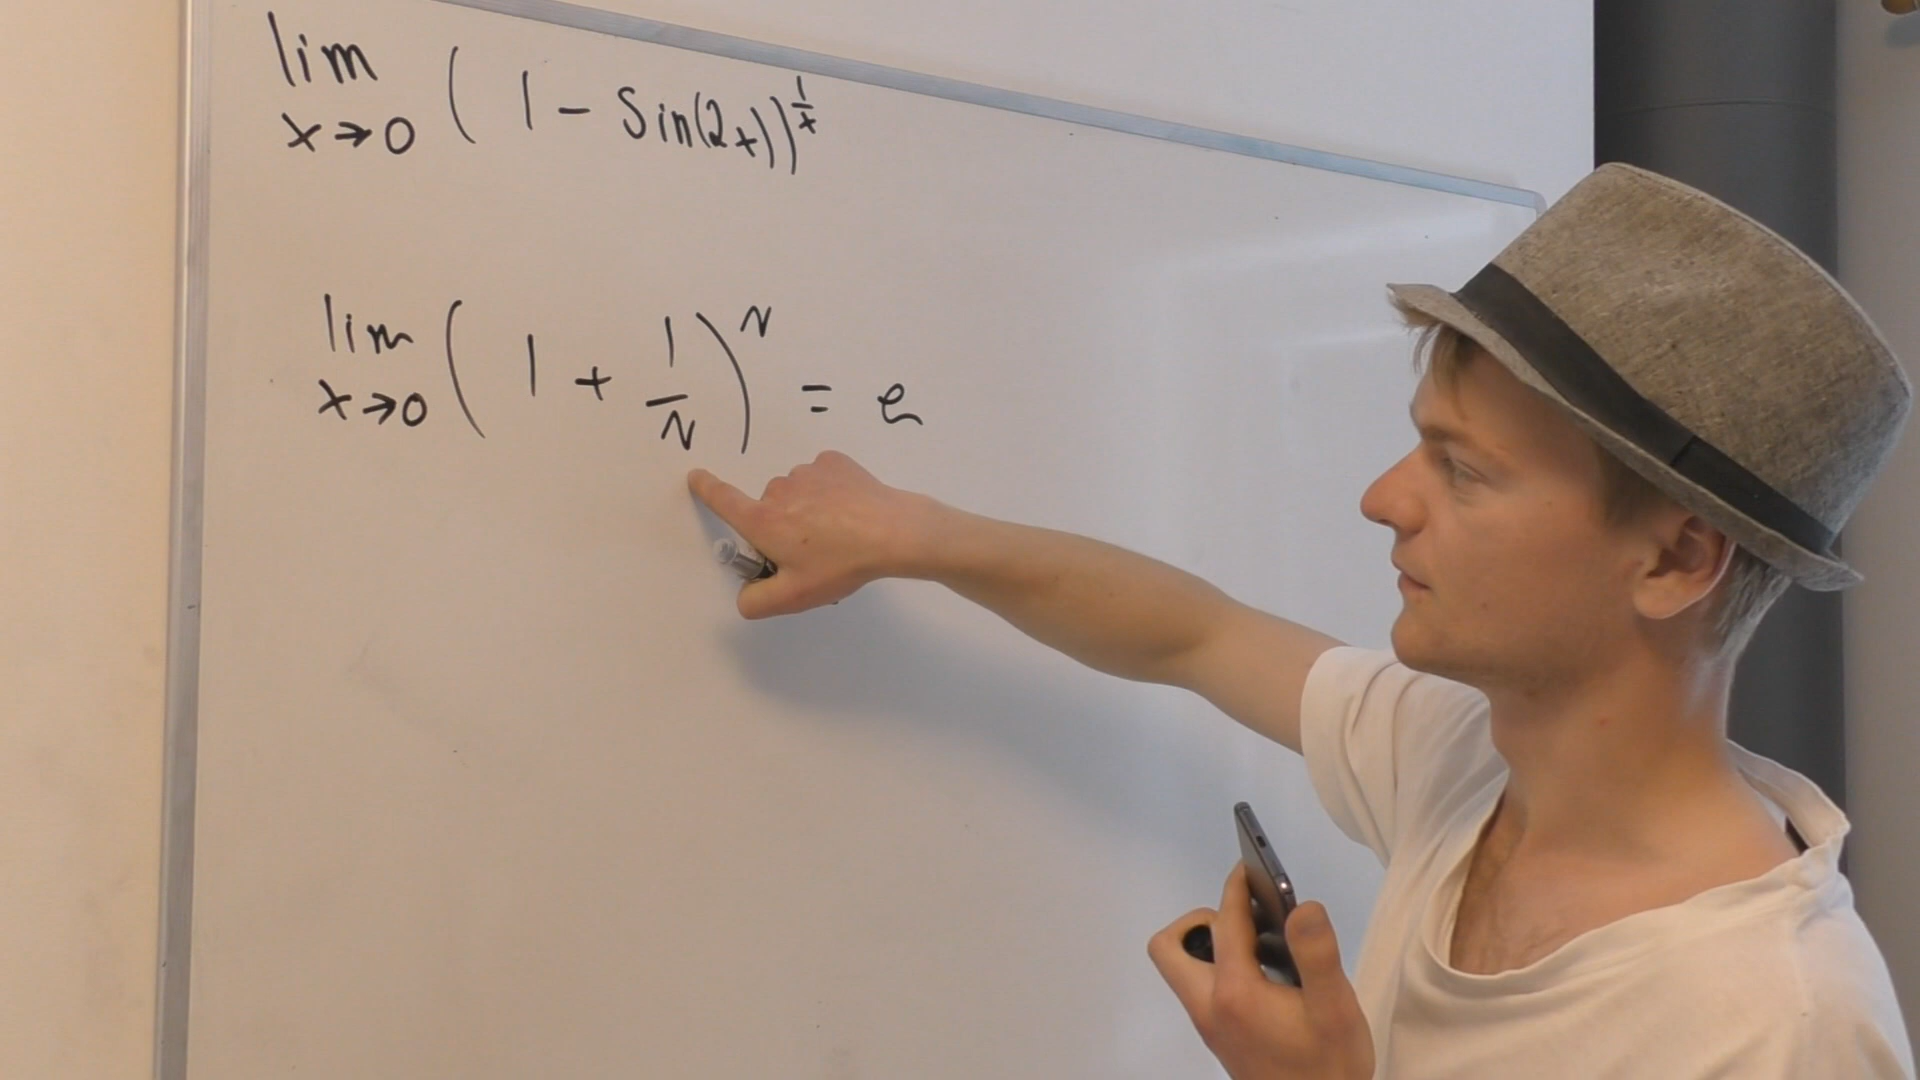 lim x→0 ( 1 - Sin(2x))^{1/x}
lim x→0 ( 1 + 1/N )^N = e